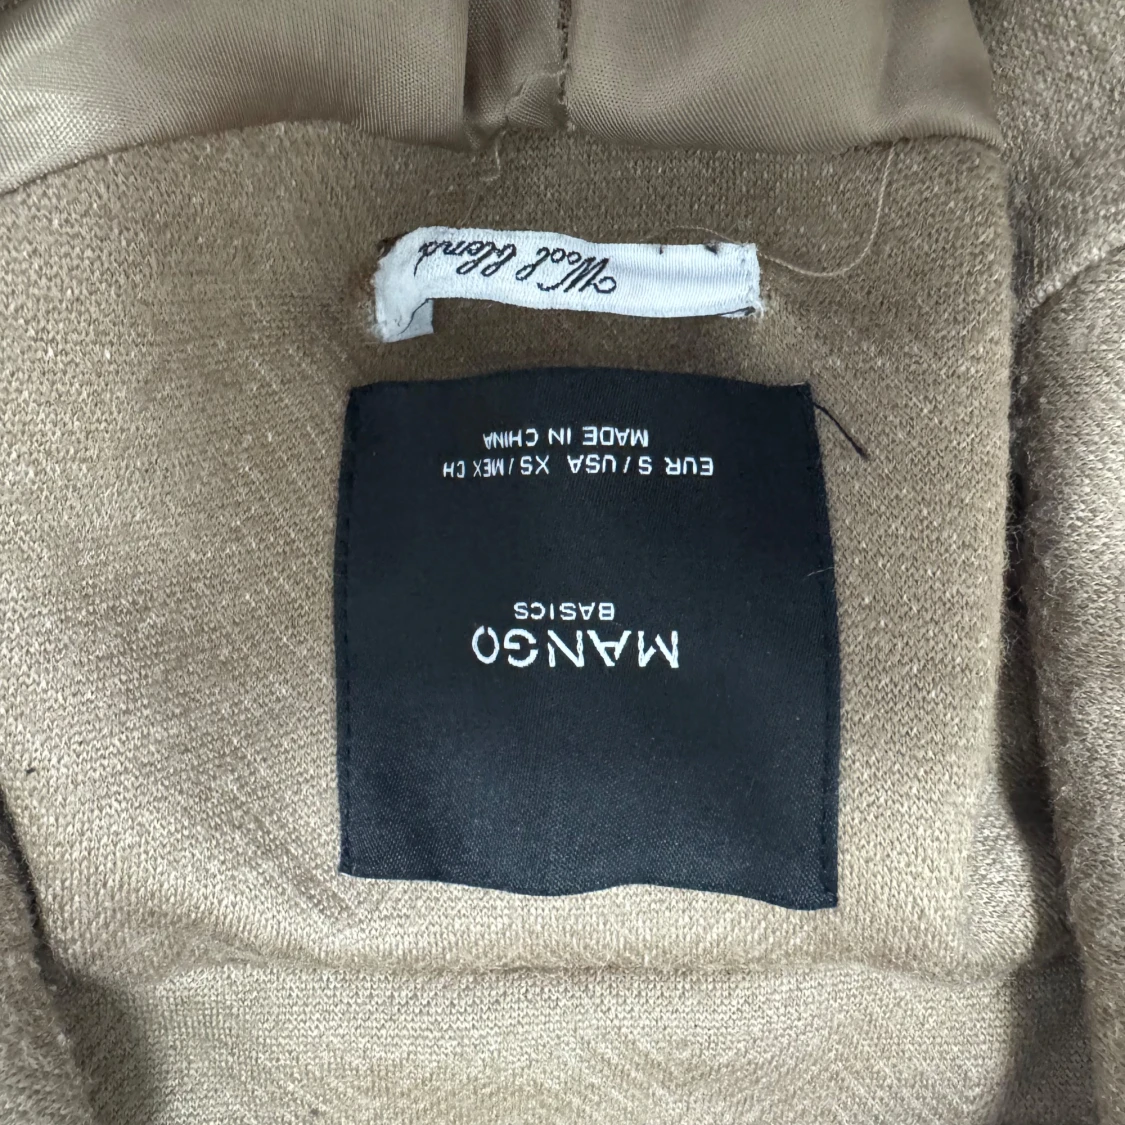 MANGO
BASICS
EUR S / USA XS / MEX CH
MADE IN CHINA
Wool blend